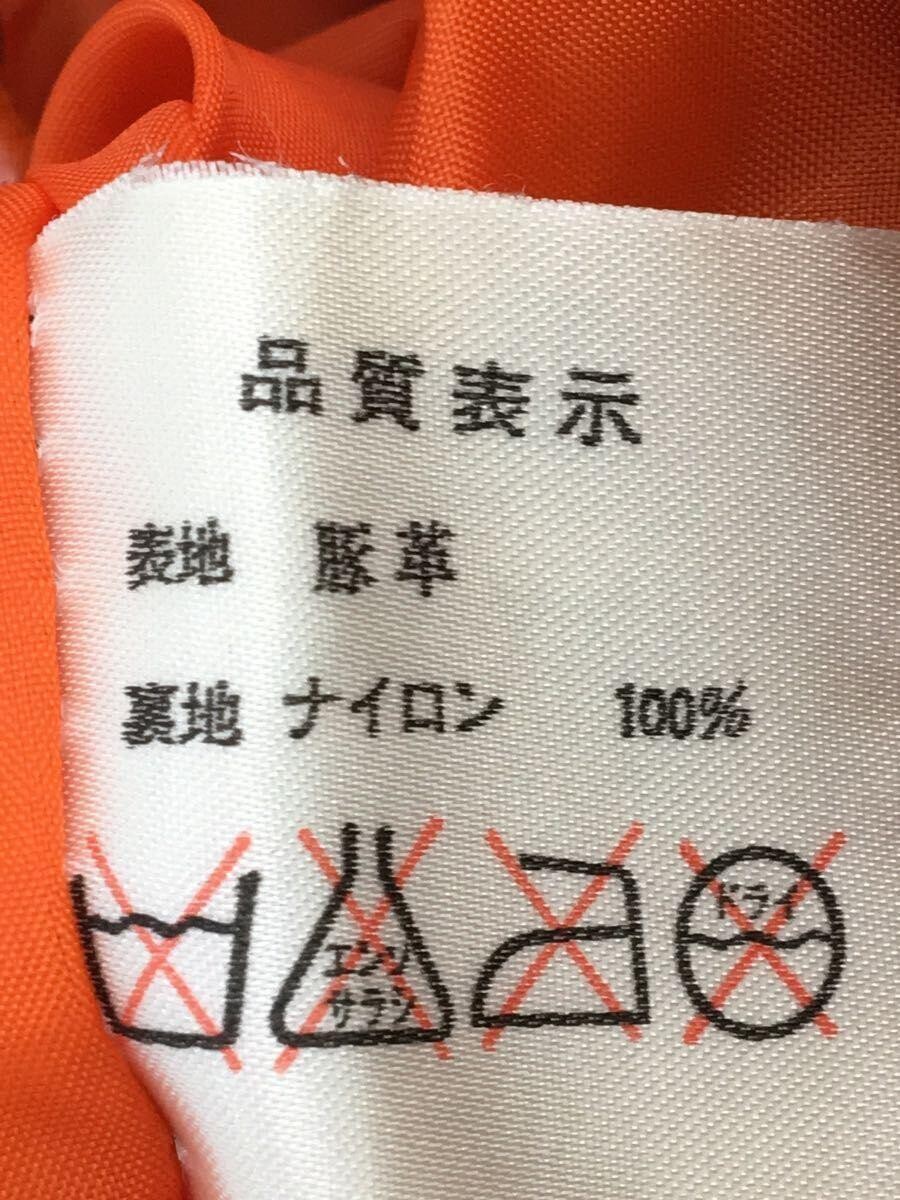 品質表示
表地 豚革
裏地 ナイロン 100%
エンソ
サラシ
ドライ